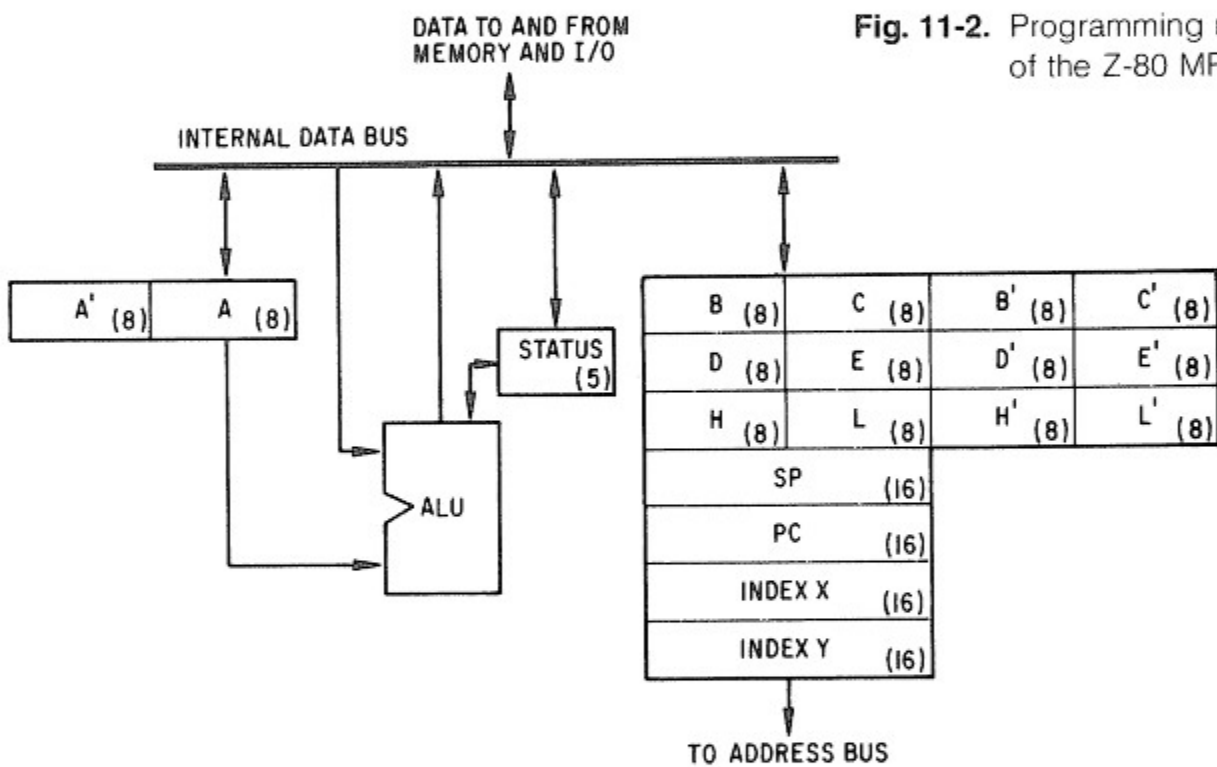 DATA TO AND FROM
MEMORY AND I/O
Fig. 11-2. Programming
of the Z-80
INTERNAL DATA BUS
A' (8) A (8)
STATUS
(5)
ALU
B (8) C (8) B' (8) C' (8)
D (8) E (8) D' (8) E' (8)
H (8) L (8) H' (8) L' (8)
SP (16)
PC (16)
INDEX X (16)
INDEX Y (16)
TO ADDRESS BUS